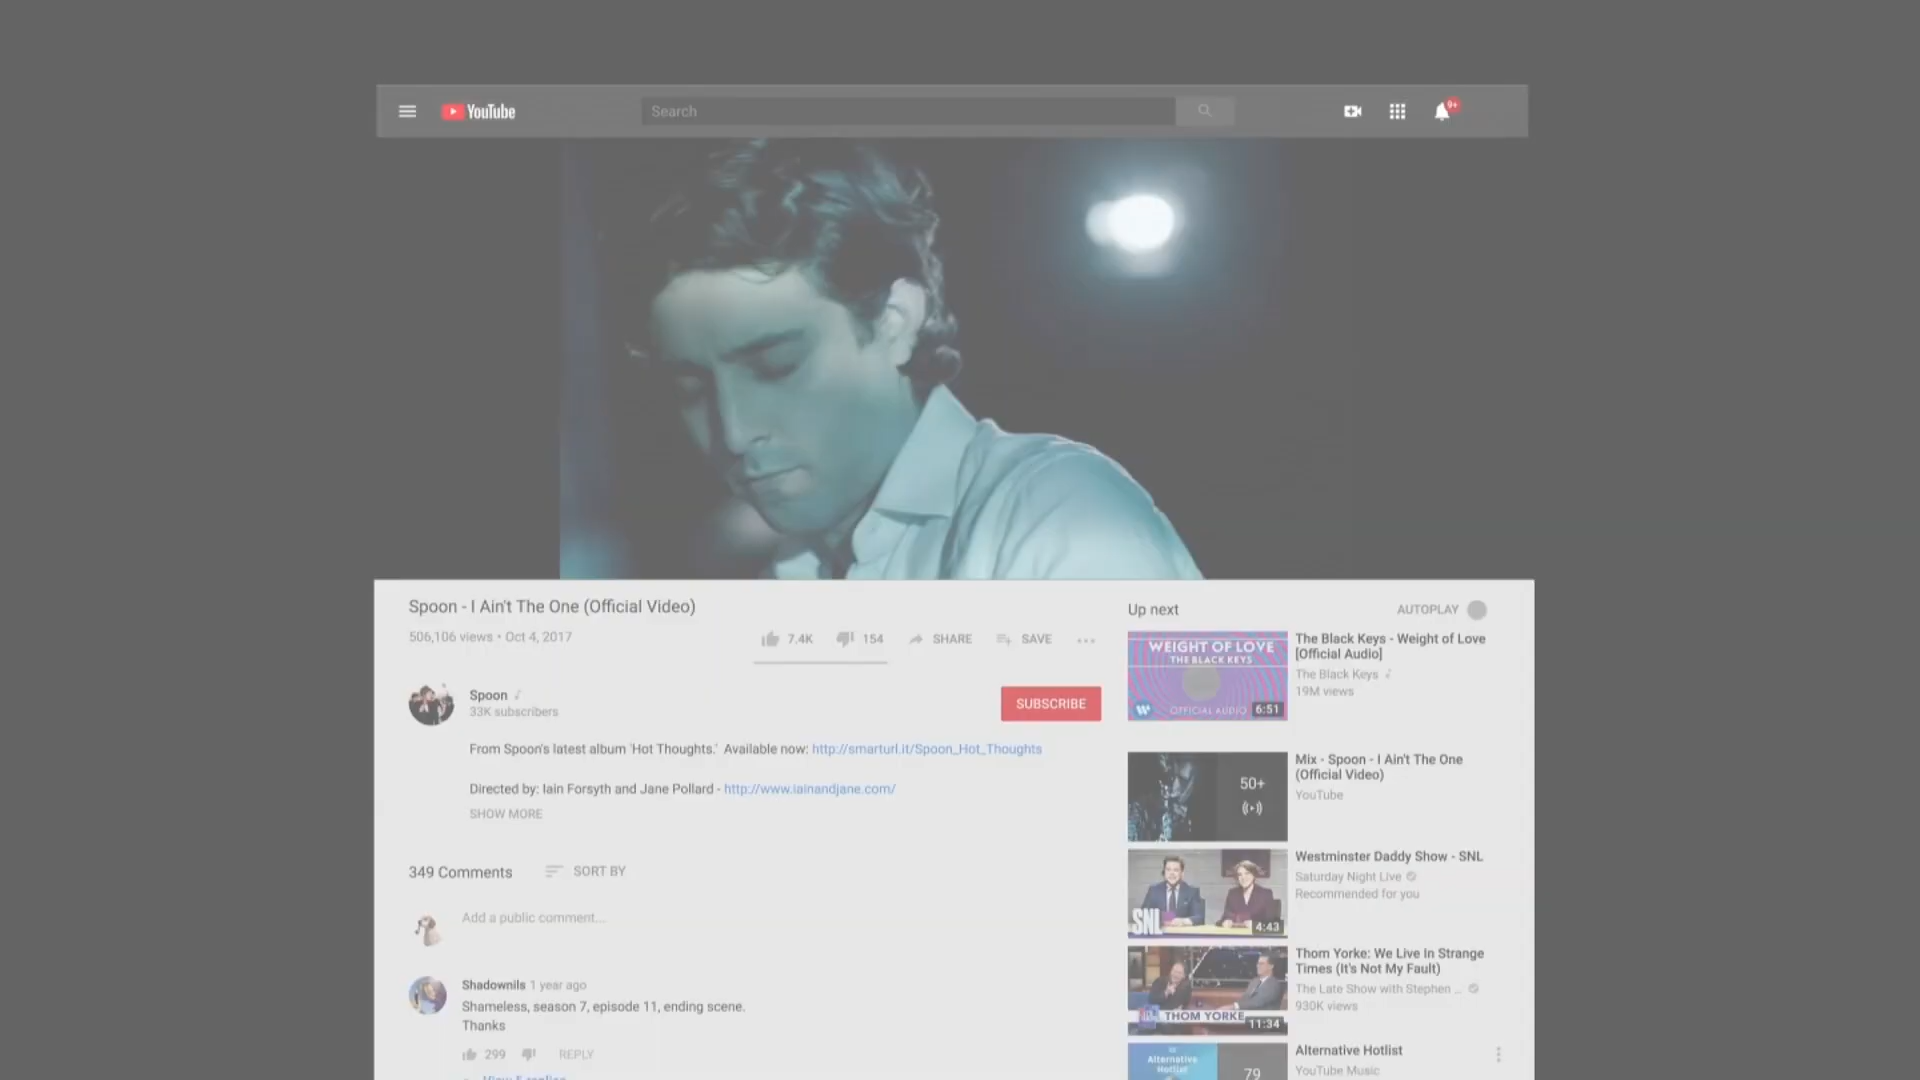 YouTube
Search
9+
Spoon - I Ain't The One (Official Video)
506,106 views • Oct 4, 2017
7.4K
154
SHARE
SAVE
Spoon
33K subscribers
SUBSCRIBE
From Spoon's latest album 'Hot Thoughts.' Available now: http://smarturl.it/Spoon_Hot_Thoughts
Directed by: Iain Forsyth and Jane Pollard - http://www.iainandjane.com/
SHOW MORE
349 Comments
SORT BY
Add a public comment...
Shadownils 1 year ago
Shameless, season 7, episode 11, ending scene.
Thanks
299
REPLY
View 5 replies
Up next
AUTOPLAY
WEIGHT OF LOVE
THE BLACK KEYS
OFFICIAL AUDIO
6:51
The Black Keys - Weight of Love
[Official Audio]
The Black Keys
19M views
50+
Mix - Spoon - I Ain't The One
(Official Video)
YouTube
SNL
4:43
Westminster Daddy Show - SNL
Saturday Night Live
Recommended for you
THOM YORKE
11:34
Thom Yorke: We Live In Strange
Times (It's Not My Fault)
The Late Show with Stephen ...
930K views
Alternative
Hotlist
79
Alternative Hotlist
YouTube Music